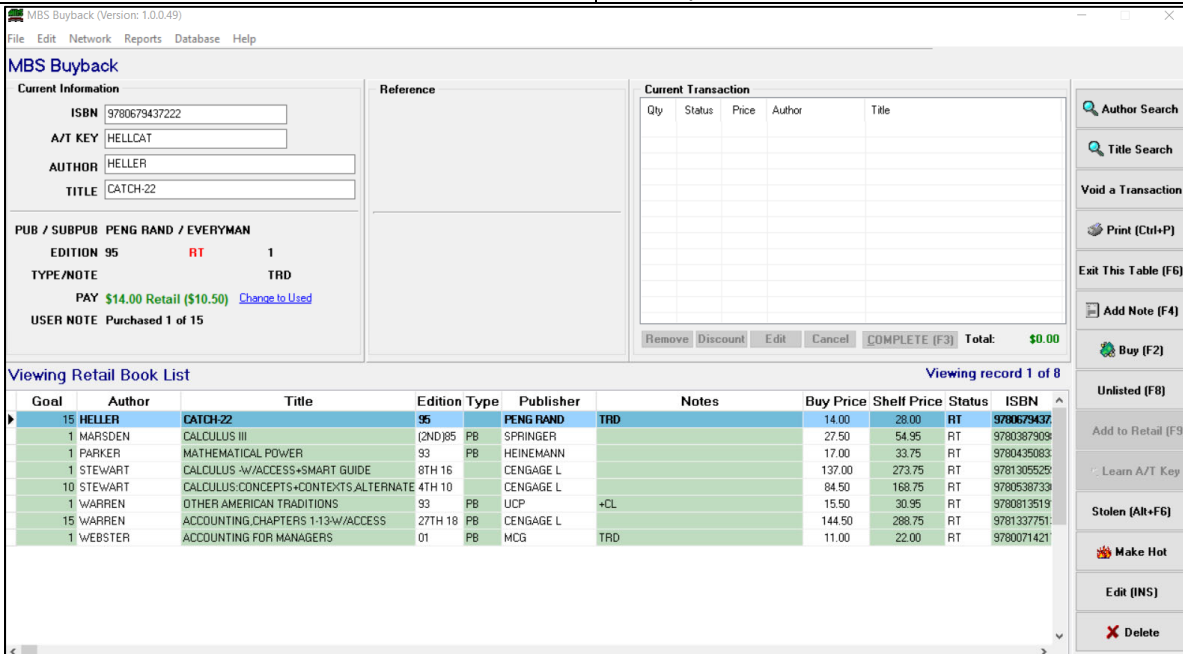 MBS Buyback (Version: 1.0.0.49)
File Edit Network Reports Database Help
MBS Buyback
Current Information
ISBN 9780679437222
A/T KEY HELLCAT
AUTHOR HELLER
TITLE CATCH-22
PUB / SUBPUB PENG RAND / EVERYMAN
EDITION 95 RT 1
TYPE/NOTE TRD
PAY $14.00 Retail ($10.50) Change to Used
USER NOTE Purchased 1 of 15
Reference
Current Transaction
Qty Status Price Author Title
Remove Discount Edit Cancel COMPLETE (F3) Total: $0.00
Author Search
Title Search
Void a Transaction
Print (Ctrl+P)
Exit This Table (F6)
Add Note (F4)
Buy (F2)
Unlisted (F8)
Add to Retail (F9
Learn A/T Key
Stolen (Alt+F6)
Make Hot
Edit (INS)
Delete
Viewing Retail Book List Viewing record 1 of 8
Goal Author Title Edition Type Publisher Notes Buy Price Shelf Price Status ISBN
15 HELLER CATCH-22 95 PENG RAND TRD 14.00 28.00 RT 9780679437
1 MARSDEN CALCULUS III (2ND)85 PB SPRINGER 27.50 54.95 RT 9780387909
1 PARKER MATHEMATICAL POWER 93 PB HEINEMANN 17.00 33.75 RT 9780435083
1 STEWART CALCULUS -W/ACCESS+SMART GUIDE 8TH 16 CENGAGE L 137.00 273.75 RT 9781305525
10 STEWART CALCULUS:CONCEPTS+CONTEXTS,ALTERNATE 4TH 10 CENGAGE L 84.50 168.75 RT 9780538733
1 WARREN OTHER AMERICAN TRADITIONS 93 PB UCP +CL 15.50 30.95 RT 9780813519
15 WARREN ACCOUNTING,CHAPTERS 1-13-W/ACCESS 27TH 18 PB CENGAGE L 144.50 288.75 RT 9781337751
1 WEBSTER ACCOUNTING FOR MANAGERS 01 PB MCG TRD 11.00 22.00 RT 9780071421